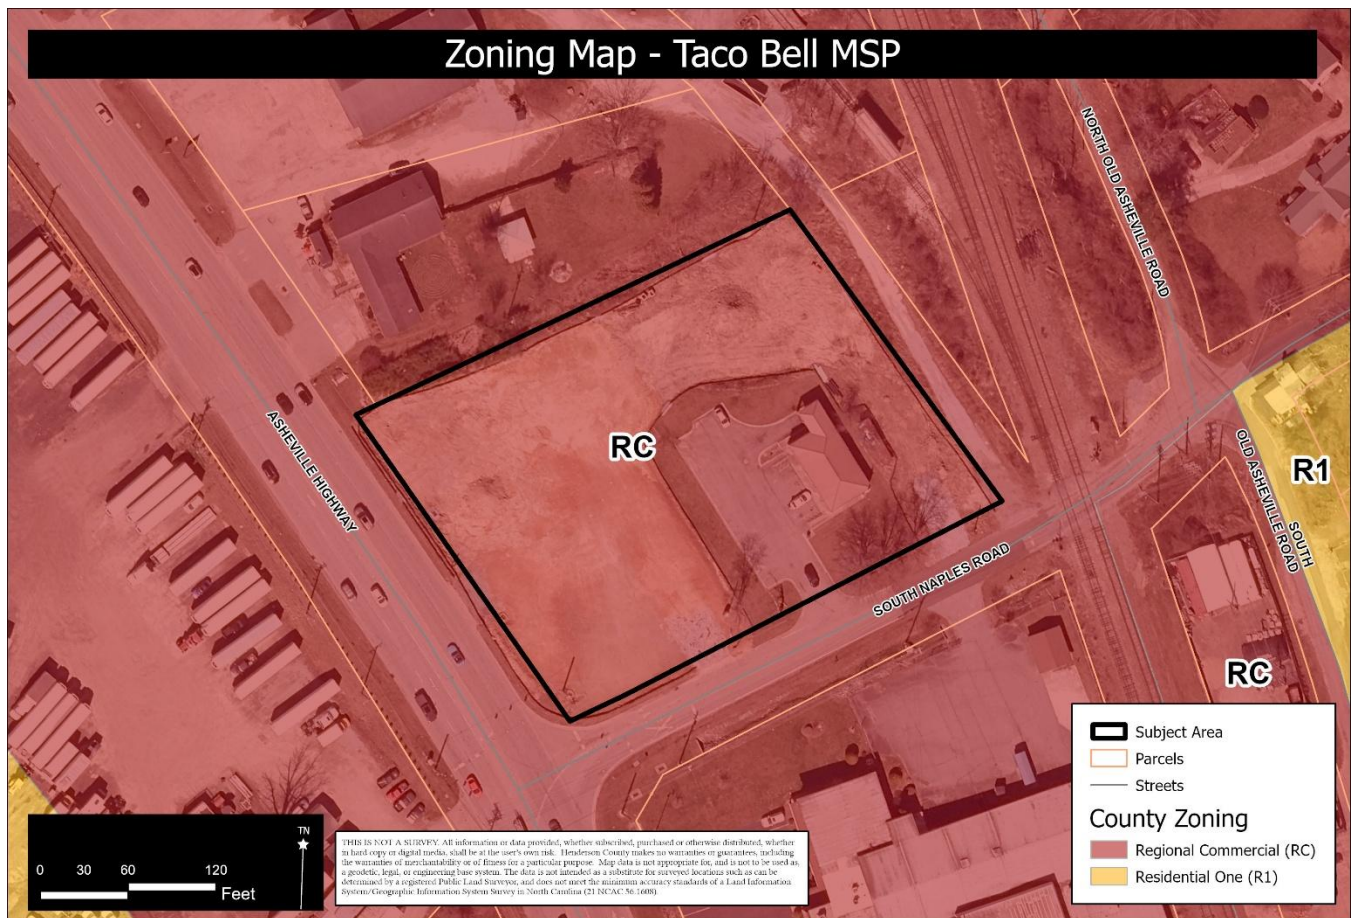 Zoning Map - Taco Bell MSP
NORTH OLD ASHEVILLE ROAD
ASHEVILLE HIGHWAY
RC
R1
OLD ASHEVILLE ROAD
SOUTH
SOUTH NAPLES ROAD
RC
Subject Area
Parcels
Streets
County Zoning
Regional Commercial (RC)
Residential One (R1)
TN
0 30 60 120
Feet
THIS IS NOT A SURVEY. All information or data provided, whether subscribed, purchased or otherwise distributed, whether
in hard copy or digital media, shall be at the user's own risk. Henderson County makes no warranties or guarantees, including
the warranties of merchantability or of fitness for a particular purpose. Map data is not appropriate for, and is not to be used as,
a geodetic, legal, or engineering base system. The data is not intended as a substitute for surveyed locations such as can be
determined by a registered Public Land Surveyor, and does not meet the minimum accuracy standards of a Land Information
System/Geographic Information System Survey in North Carolina (21 NCAC 56.1608).